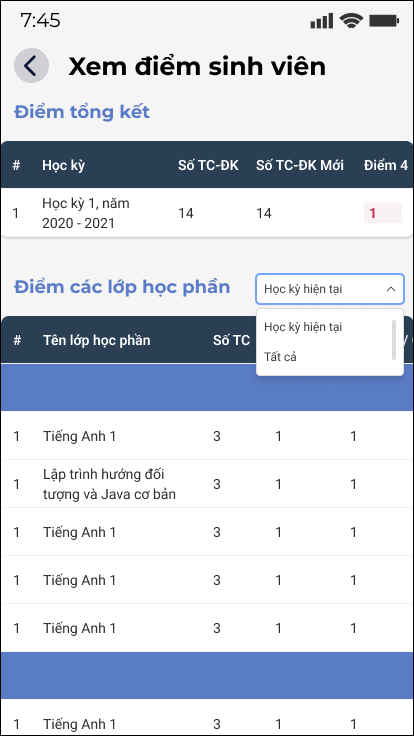 7:45
Xem điểm sinh viên
Điểm tổng kết
# Học kỳ Số TC-ĐK Số TC-ĐK Mới Điểm 4
1 Học kỳ 1, năm 14 14 1
2020 - 2021
Điểm các lớp học phần Học kỳ hiện tại
Học kỳ hiện tại
# Tên lớp học phần Số TC
Tất cả
1 Tiếng Anh 1 3 1 1
1 Lập trình hướng đối 3 1 1
tượng và Java cơ bản
1 Tiếng Anh 1 3 1 1
1 Tiếng Anh 1 3 1 1
1 Tiếng Anh 1 3 1 1
1 Tiếng Anh 1 3 1 1